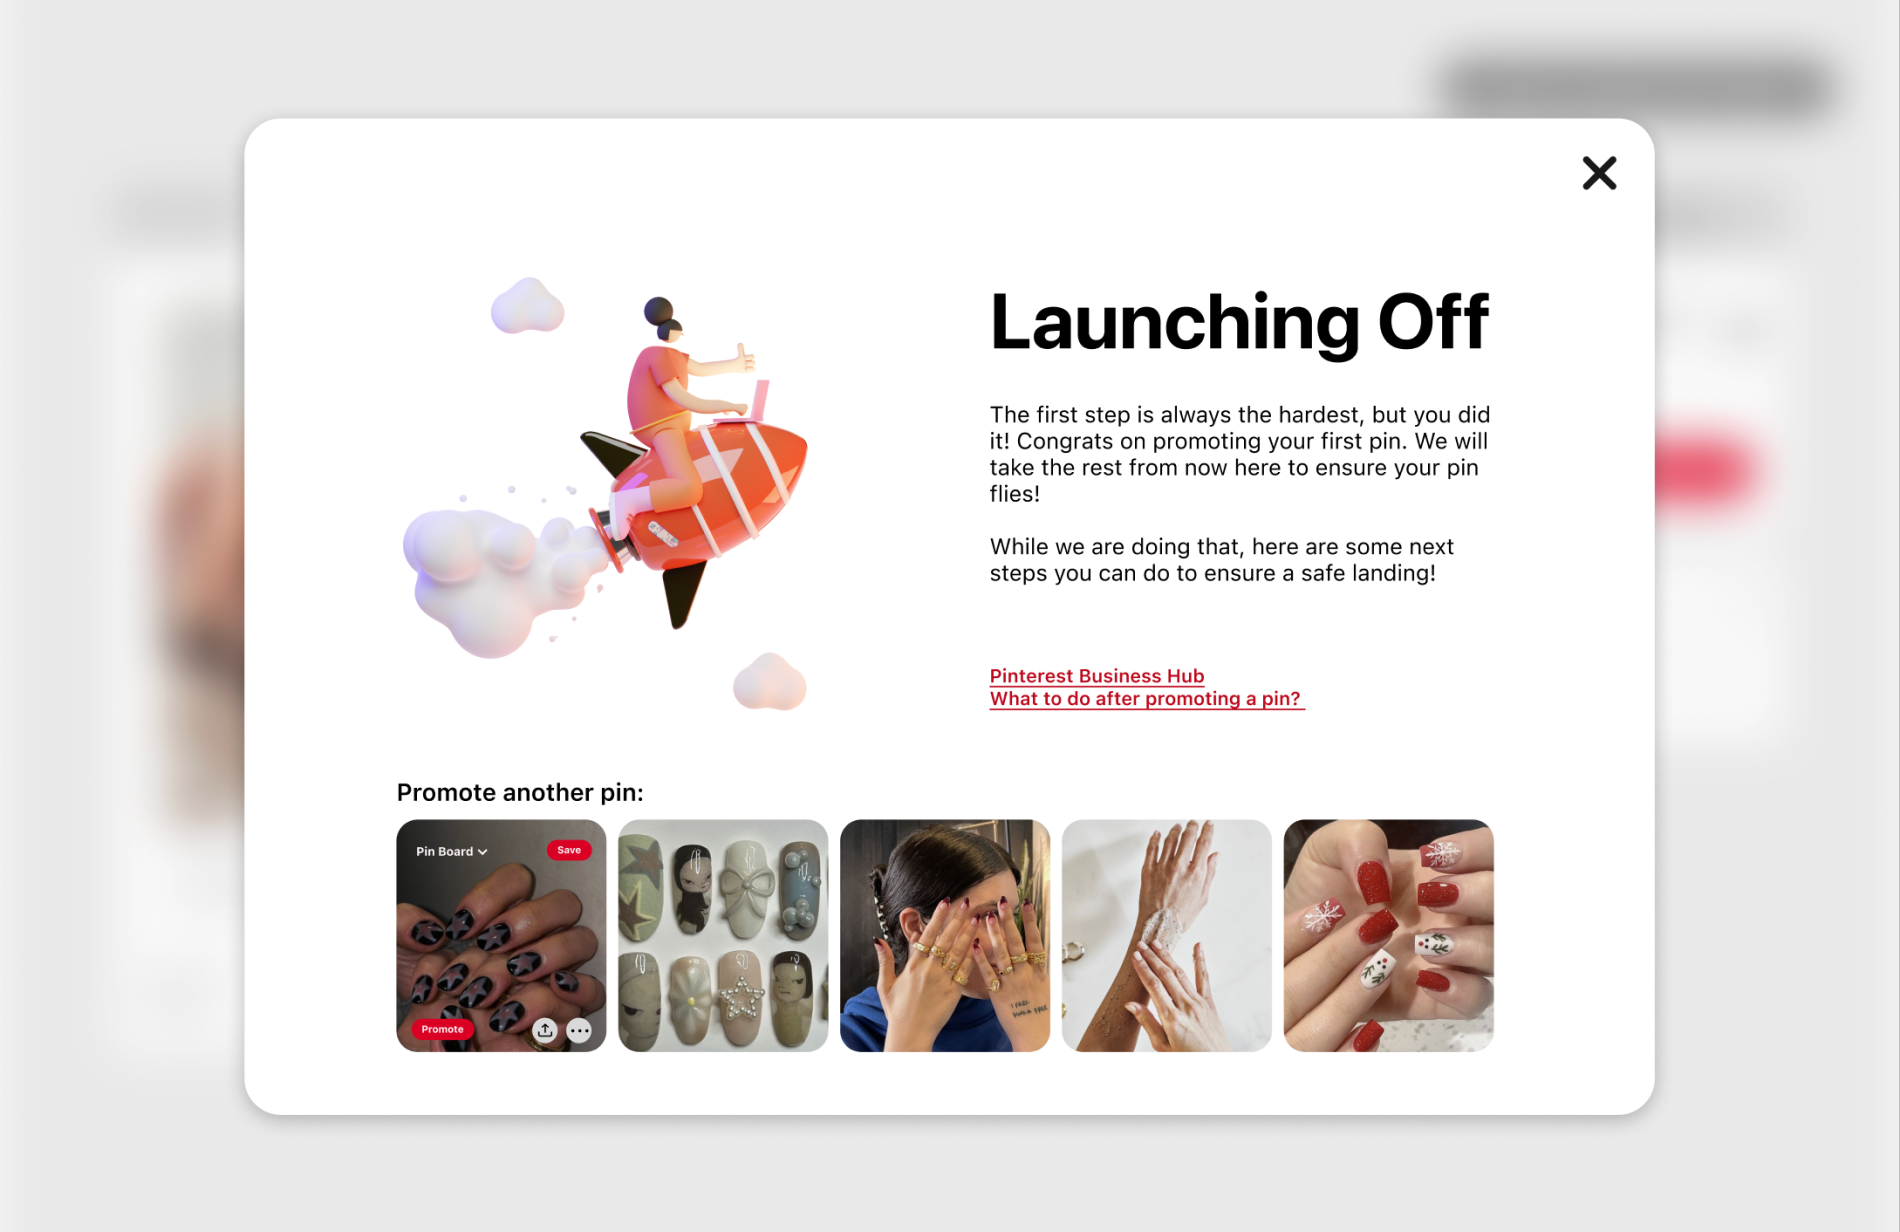 Launching Off
The first step is always the hardest, but you did
it! Congrats on promoting your first pin. We will
take the rest from now here to ensure your pin
flies!
While we are doing that, here are some next
steps you can do to ensure a safe landing!
Pinterest Business Hub
What to do after promoting a pin?
Promote another pin:
Pin Board
Save
Promote